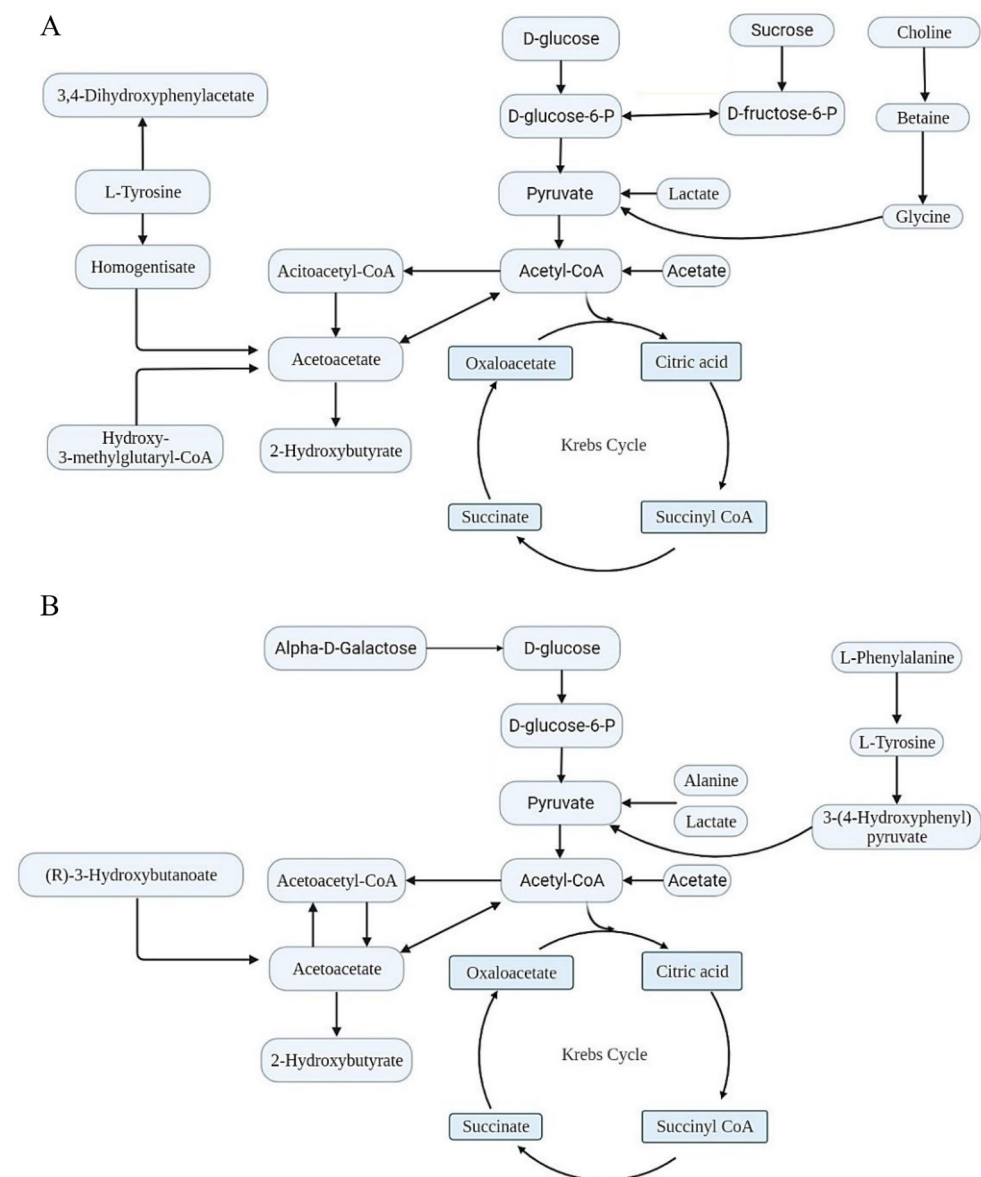 A
D-glucose
Sucrose
Choline
3,4-Dihydroxyphenylacetate
D-glucose-6-P
D-fructose-6-P
Betaine
L-Tyrosine
Pyruvate
Lactate
Glycine
Homogentisate
Acitoacetyl-CoA
Acetyl-CoA
Acetate
Acetoacetate
Oxaloacetate
Citric acid
Hydroxy-
3-methylglutaryl-CoA
2-Hydroxybutyrate
Krebs Cycle
Succinate
Succinyl CoA
B
Alpha-D-Galactose
D-glucose
L-Phenylalanine
D-glucose-6-P
L-Tyrosine
Pyruvate
Alanine
Lactate
3-(4-Hydroxyphenyl)
pyruvate
(R)-3-Hydroxybutanoate
Acetoacetyl-CoA
Acetyl-CoA
Acetate
Acetoacetate
Oxaloacetate
Citric acid
2-Hydroxybutyrate
Krebs Cycle
Succinate
Succinyl CoA